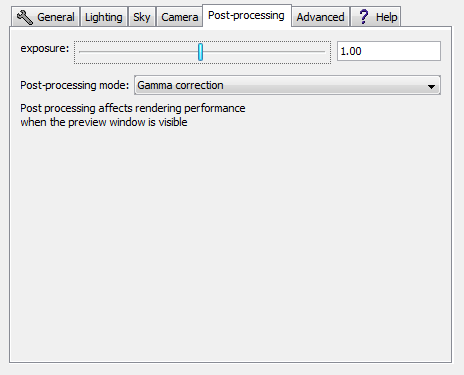 General Lighting Sky Camera Post-processing Advanced ? Help
exposure: 1.00
Post-processing mode: Gamma correction
Post processing affects rendering performance
when the preview window is visible